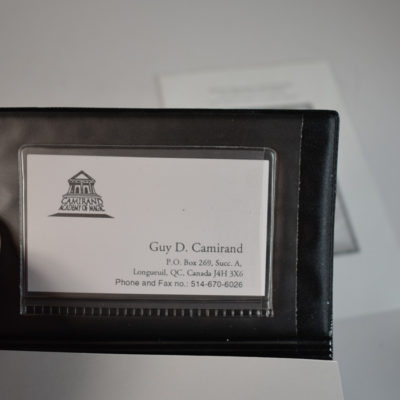 CAMIRAND
ACADEMY OF MAGIC
Guy D. Camirand
P.O. Box 269, Succ. A,
Longueuil, QC, Canada J4H 3X6
Phone and Fax no.: 514-670-6026